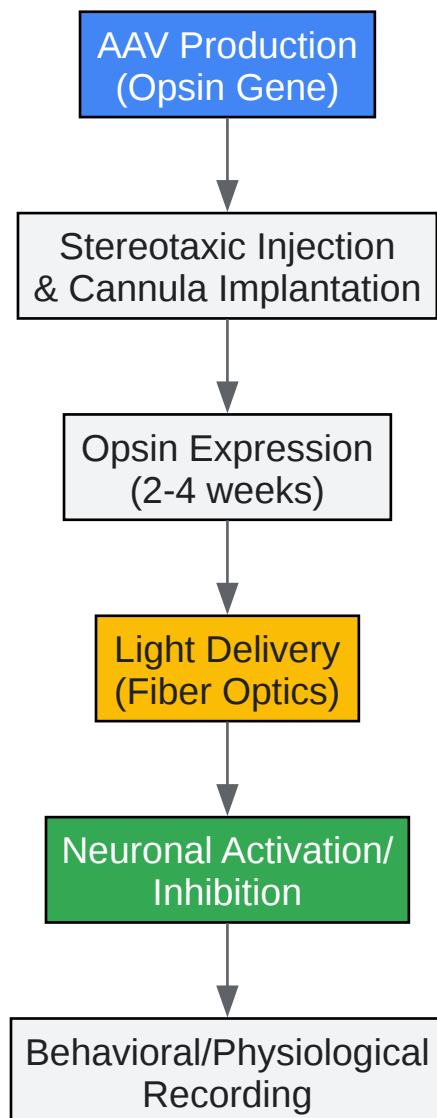 AAV Production
(Opsin Gene)
Stereotaxic Injection
& Cannula Implantation
Opsin Expression
(2-4 weeks)
Light Delivery
(Fiber Optics)
Neuronal Activation/
Inhibition
Behavioral/Physiological
Recording